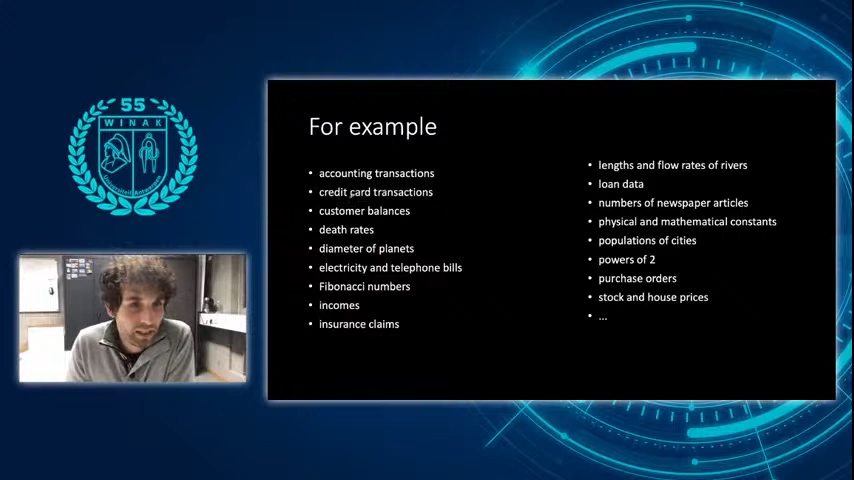 55
WINAK
Universiteit Antwerpen
For example
• accounting transactions
• credit card transactions
• customer balances
• death rates
• diameter of planets
• electricity and telephone bills
• Fibonacci numbers
• incomes
• insurance claims
• lengths and flow rates of rivers
• loan data
• numbers of newspaper articles
• physical and mathematical constants
• populations of cities
• powers of 2
• purchase orders
• stock and house prices
• ...